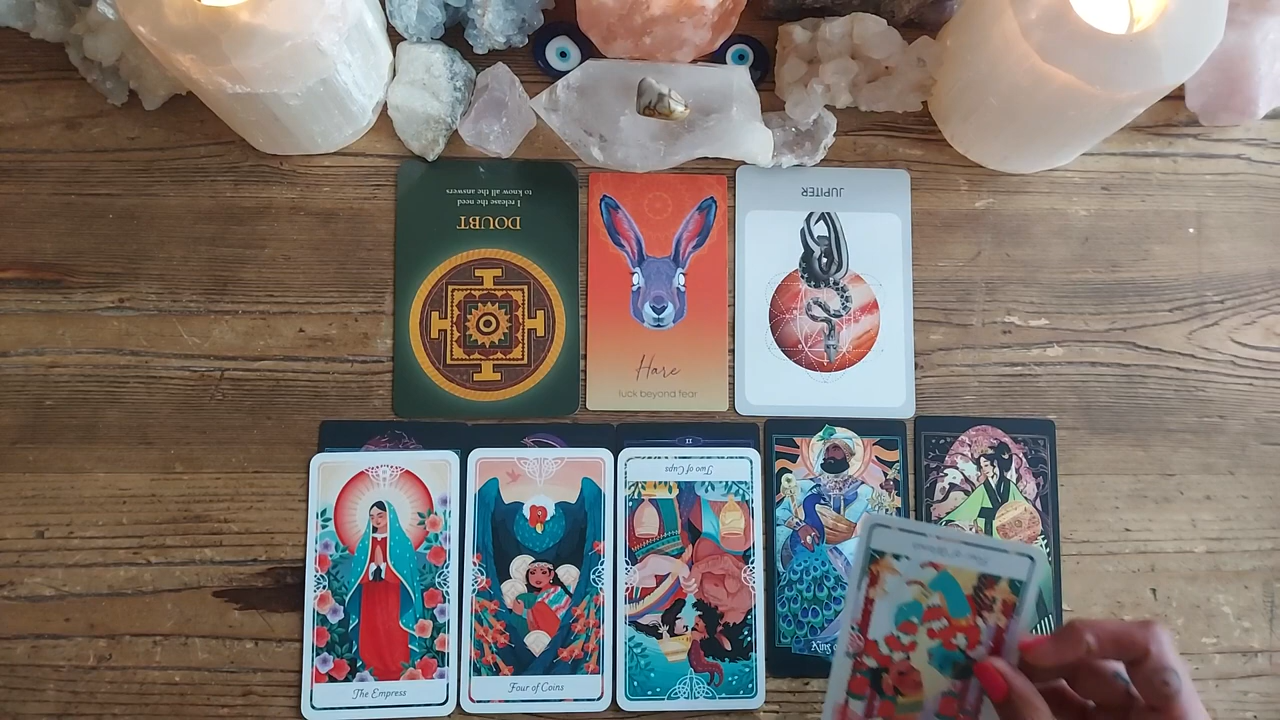 to know all the answers
I release the need
DOUBT
Hare
luck beyond fear
JUPITER
II
The Empress
Four of Coins
Two of Cups
King